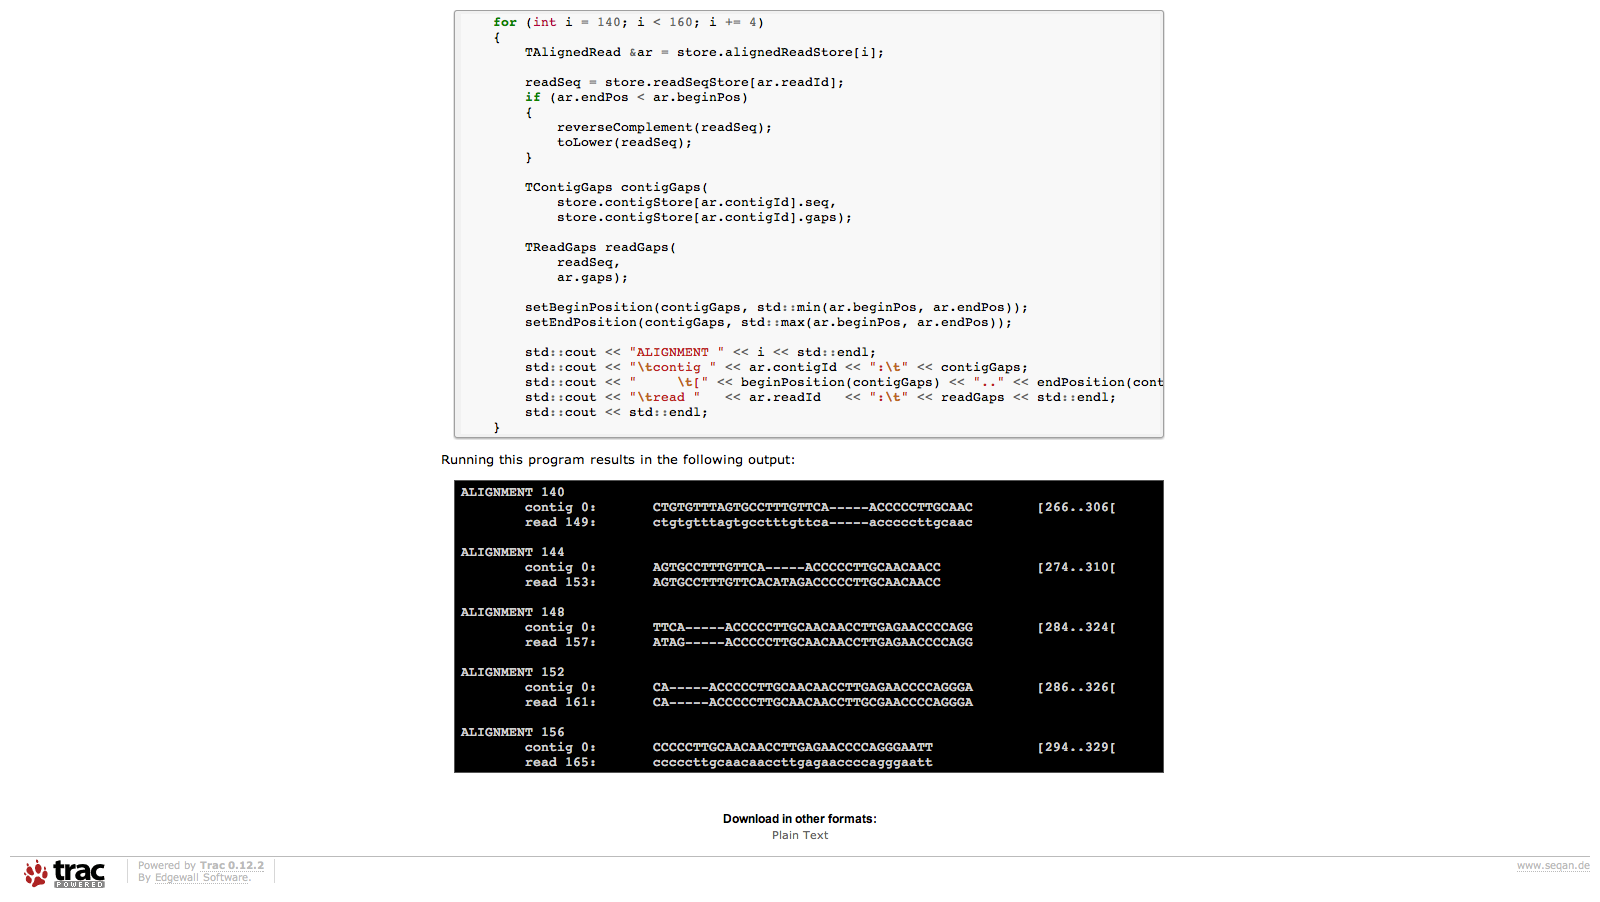 for (int i = 140; i < 160; i += 4)
{
TAlignedRead &ar = store.alignedReadStore[i];
readSeq = store.readSeqStore[ar.readId];
if (ar.endPos < ar.beginPos)
{
reverseComplement(readSeq);
toLower(readSeq);
}
TContigGaps contigGaps(
store.contigStore[ar.contigId].seq,
store.contigStore[ar.contigId].gaps);
TReadGaps readGaps(
readSeq,
ar.gaps);
setBeginPosition(contigGaps, std::min(ar.beginPos, ar.endPos));
setEndPosition(contigGaps, std::max(ar.beginPos, ar.endPos));
std::cout << "ALIGNMENT " << i << std::endl;
std::cout << "\tcontig " << ar.contigId << ":\t" << contigGaps;
std::cout << "     \t[" << beginPosition(contigGaps) << ".." << endPosition(cont
std::cout << "\tread "   << ar.readId   << ":\t" << readGaps << std::endl;
std::cout << std::endl;
}
Running this program results in the following output:
ALIGNMENT 140
contig 0: CTGTGTTTAGTGCCTTTGTTCA-----ACCCCCTTGCAAC [266..306[
read 149: ctgtgtttagtgcctttgttca-----acccccttgcaac
ALIGNMENT 144
contig 0: AGTGCCTTTGTTCA-----ACCCCCTTGCAACAACC [274..310[
read 153: AGTGCCTTTGTTCACATAGACCCCCTTGCAACAACC
ALIGNMENT 148
contig 0: TTCA-----ACCCCCTTGCAACAACCTTGAGAACCCCAGG [284..324[
read 157: ATAG-----ACCCCCTTGCAACAACCTTGAGAACCCCAGG
ALIGNMENT 152
contig 0: CA-----ACCCCCTTGCAACAACCTTGAGAACCCCAGGGA [286..326[
read 161: CA-----ACCCCCTTGCAACAACCTTGCGAACCCCAGGGA
ALIGNMENT 156
contig 0: CCCCCTTGCAACAACCTTGAGAACCCCAGGGAATT [294..329[
read 165: cccccttgcaacaaccttgagaaccccagggaatt
Download in other formats:
Plain Text
trac
POWERED
Powered by Trac 0.12.2
By Edgewall Software.
www.seqan.de